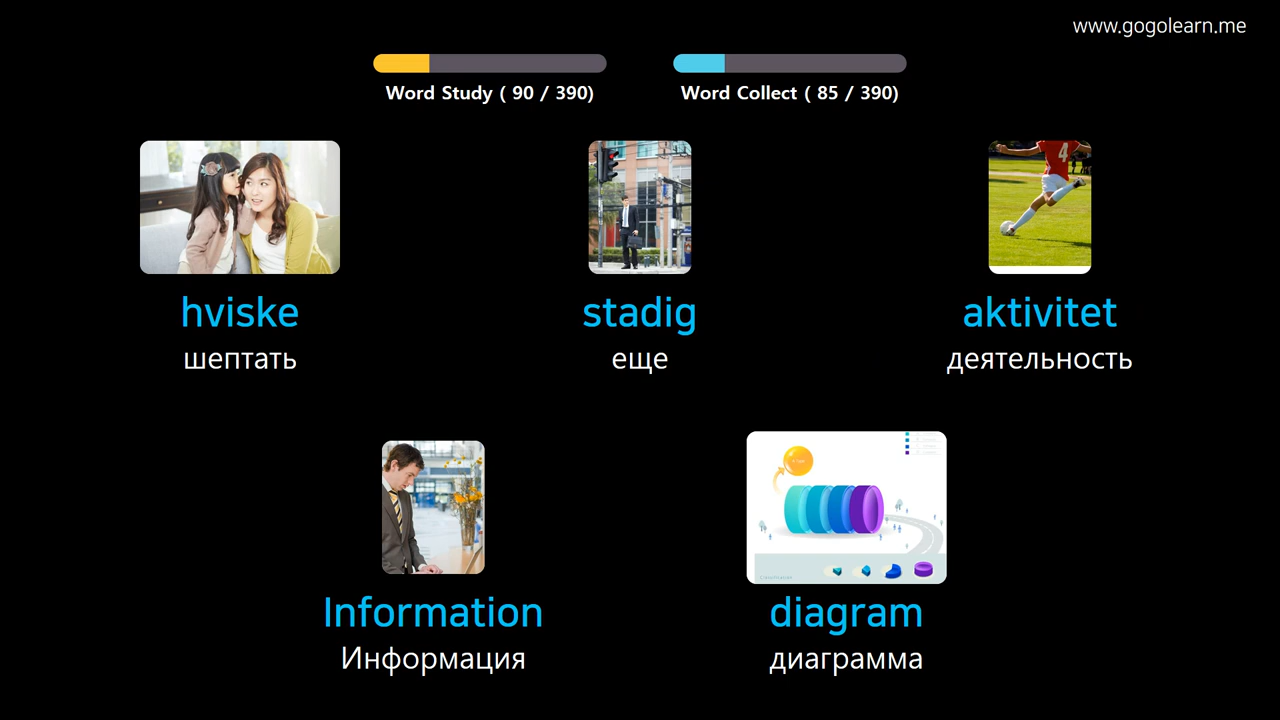 www.gogolearn.me
Word Study ( 90 / 390)
Word Collect ( 85 / 390)
4
hviske
шептать
stadig
еще
aktivitet
деятельность
Information
Информация
diagram
диаграмма